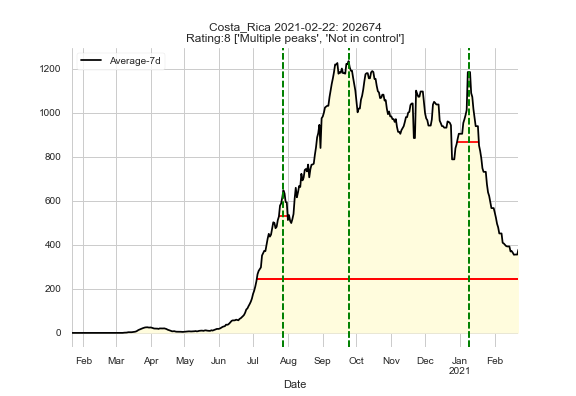 Costa_Rica 2021-02-22: 202674
Rating:8 ['Multiple peaks', 'Not in control']
Average-7d
1200
1000
800
600
400
200
0
Feb Mar Apr May Jun Jul Aug Sep Oct Nov Dec Jan Feb
2021
Date